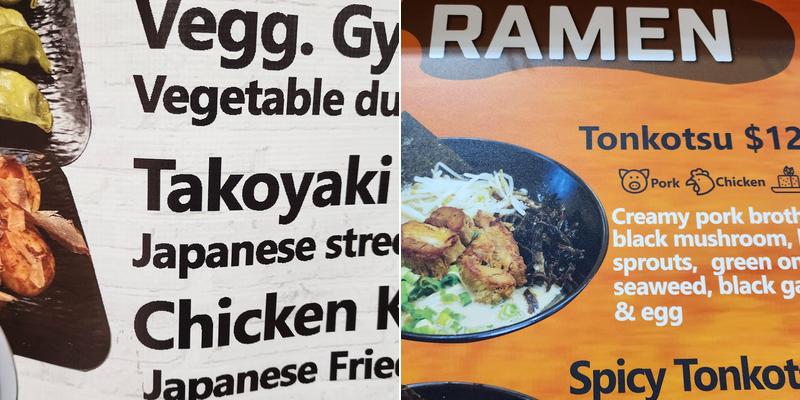 Vegg. Gy
Vegetable du
Takoyaki
Japanese stree
Chicken K
Japanese Frie
RAMEN
Tonkotsu $12
Pork Chicken
Creamy pork broth
black mushroom,
sprouts, green on
seaweed, black ga
& egg
Spicy Tonkot